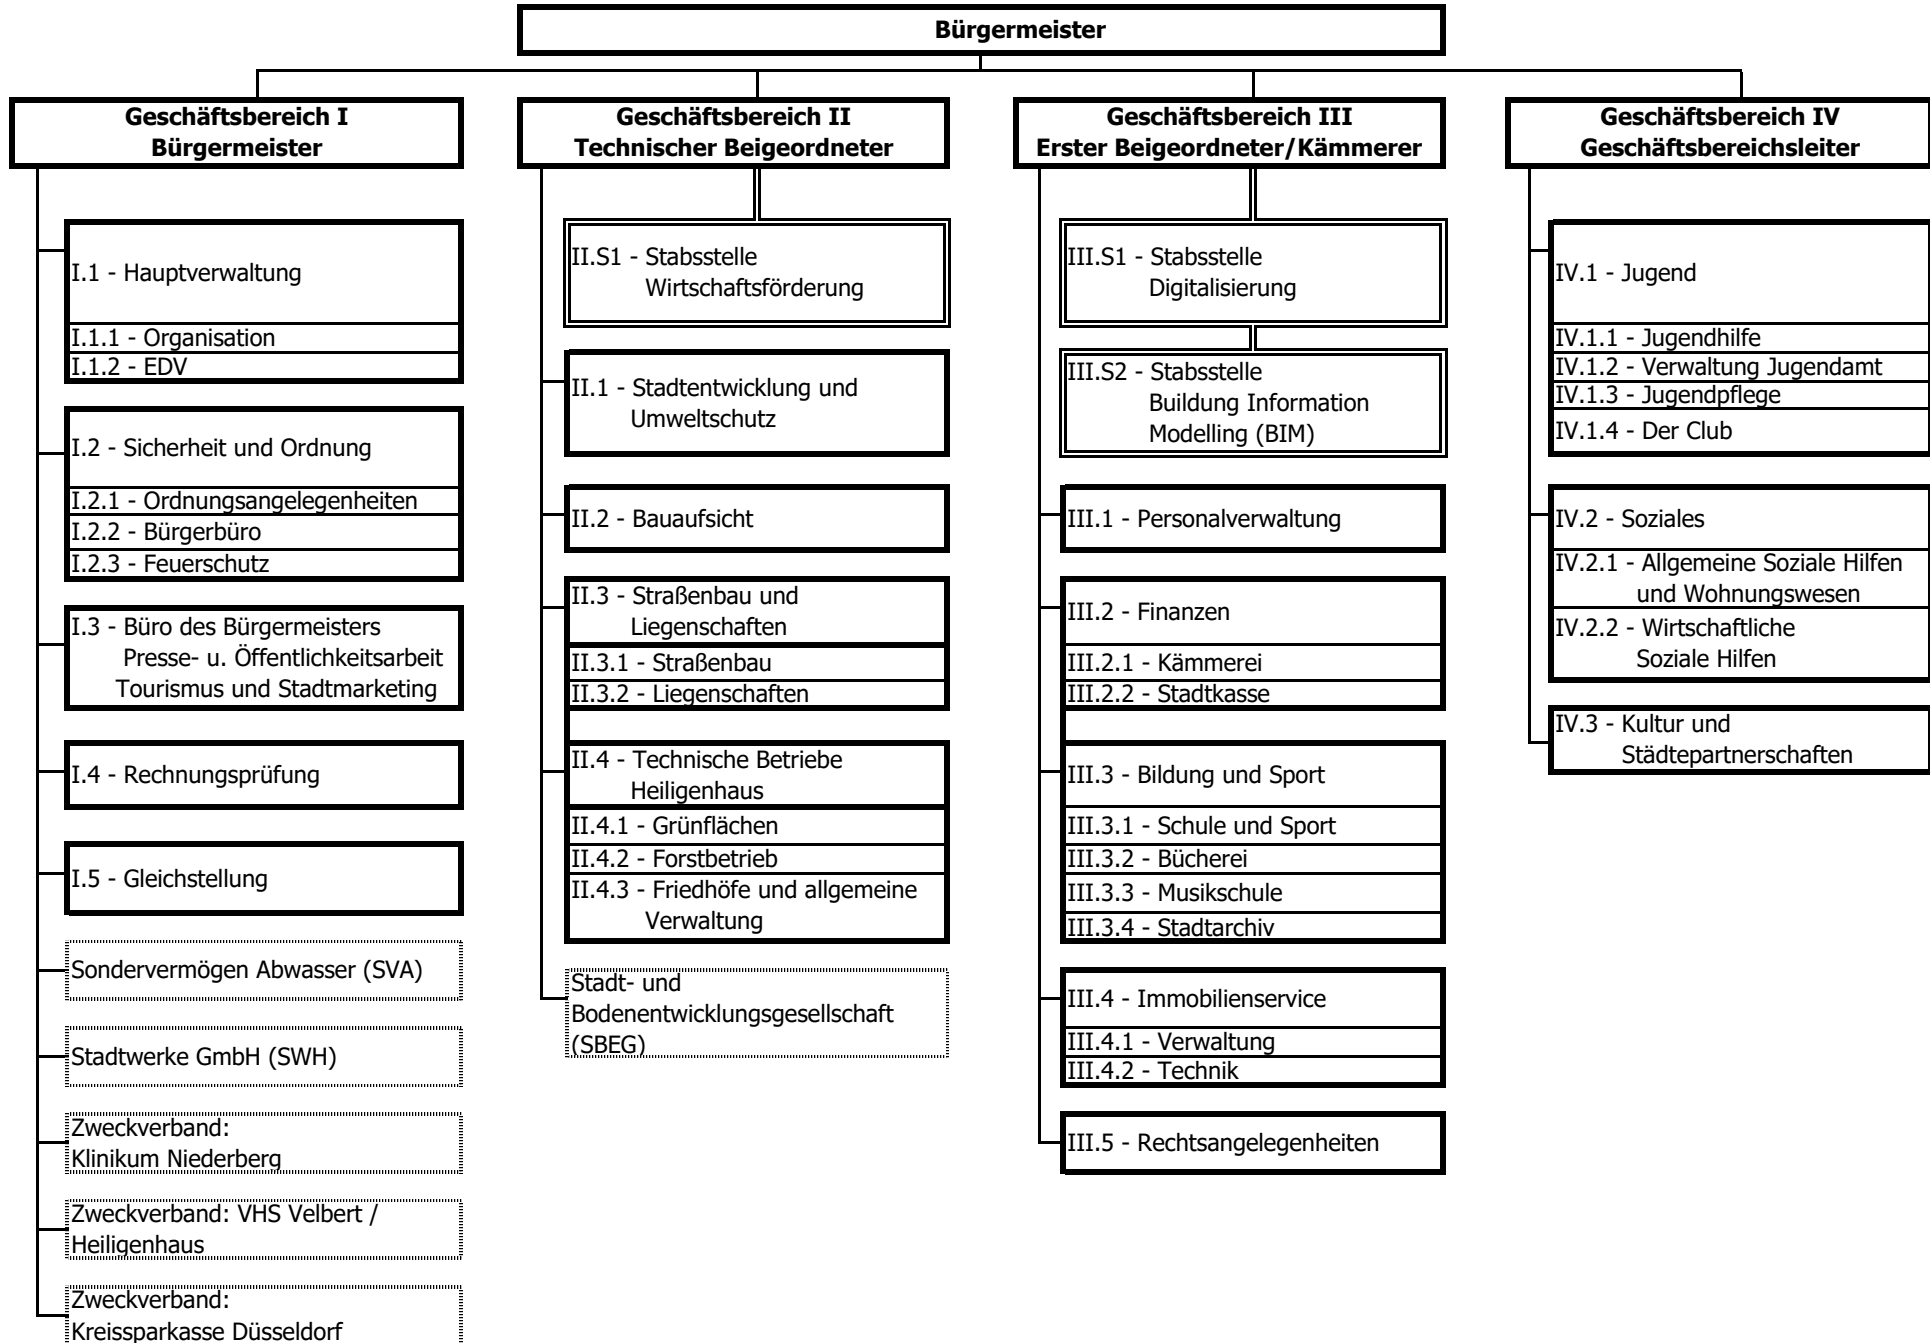 Bürgermeister
Geschäftsbereich I
Bürgermeister
I.1 - Hauptverwaltung
I.1.1 - Organisation
I.1.2 - EDV
I.2 - Sicherheit und Ordnung
I.2.1 - Ordnungsangelegenheiten
I.2.2 - Bürgerbüro
I.2.3 - Feuerschutz
I.3 - Büro des Bürgermeisters
Presse- u. Öffentlichkeitsarbeit
Tourismus und Stadtmarketing
I.4 - Rechnungsprüfung
I.5 - Gleichstellung
Sondervermögen Abwasser (SVA)
Stadtwerke GmbH (SWH)
Zweckverband:
Klinikum Niederberg
Zweckverband: VHS Velbert /
Heiligenhaus
Zweckverband:
Kreissparkasse Düsseldorf
Geschäftsbereich II
Technischer Beigeordneter
II.S1 - Stabsstelle
Wirtschaftsförderung
II.1 - Stadtentwicklung und
Umweltschutz
II.2 - Bauaufsicht
II.3 - Straßenbau und
Liegenschaften
II.3.1 - Straßenbau
II.3.2 - Liegenschaften
II.4 - Technische Betriebe
Heiligenhaus
II.4.1 - Grünflächen
II.4.2 - Forstbetrieb
II.4.3 - Friedhöfe und allgemeine
Verwaltung
Stadt- und
Bodenentwicklungsgesellschaft
(SBEG)
Geschäftsbereich III
Erster Beigeordneter/Kämmerer
III.S1 - Stabsstelle
Digitalisierung
III.S2 - Stabsstelle
Buildung Information
Modelling (BIM)
III.1 - Personalverwaltung
III.2 - Finanzen
III.2.1 - Kämmerei
III.2.2 - Stadtkasse
III.3 - Bildung und Sport
III.3.1 - Schule und Sport
III.3.2 - Bücherei
III.3.3 - Musikschule
III.3.4 - Stadtarchiv
III.4 - Immobilienservice
III.4.1 - Verwaltung
III.4.2 - Technik
III.5 - Rechtsangelegenheiten
Geschäftsbereich IV
Geschäftsbereichsleiter
IV.1 - Jugend
IV.1.1 - Jugendhilfe
IV.1.2 - Verwaltung Jugendamt
IV.1.3 - Jugendpflege
IV.1.4 - Der Club
IV.2 - Soziales
IV.2.1 - Allgemeine Soziale Hilfen
und Wohnungswesen
IV.2.2 - Wirtschaftliche
Soziale Hilfen
IV.3 - Kultur und
Städtepartnerschaften